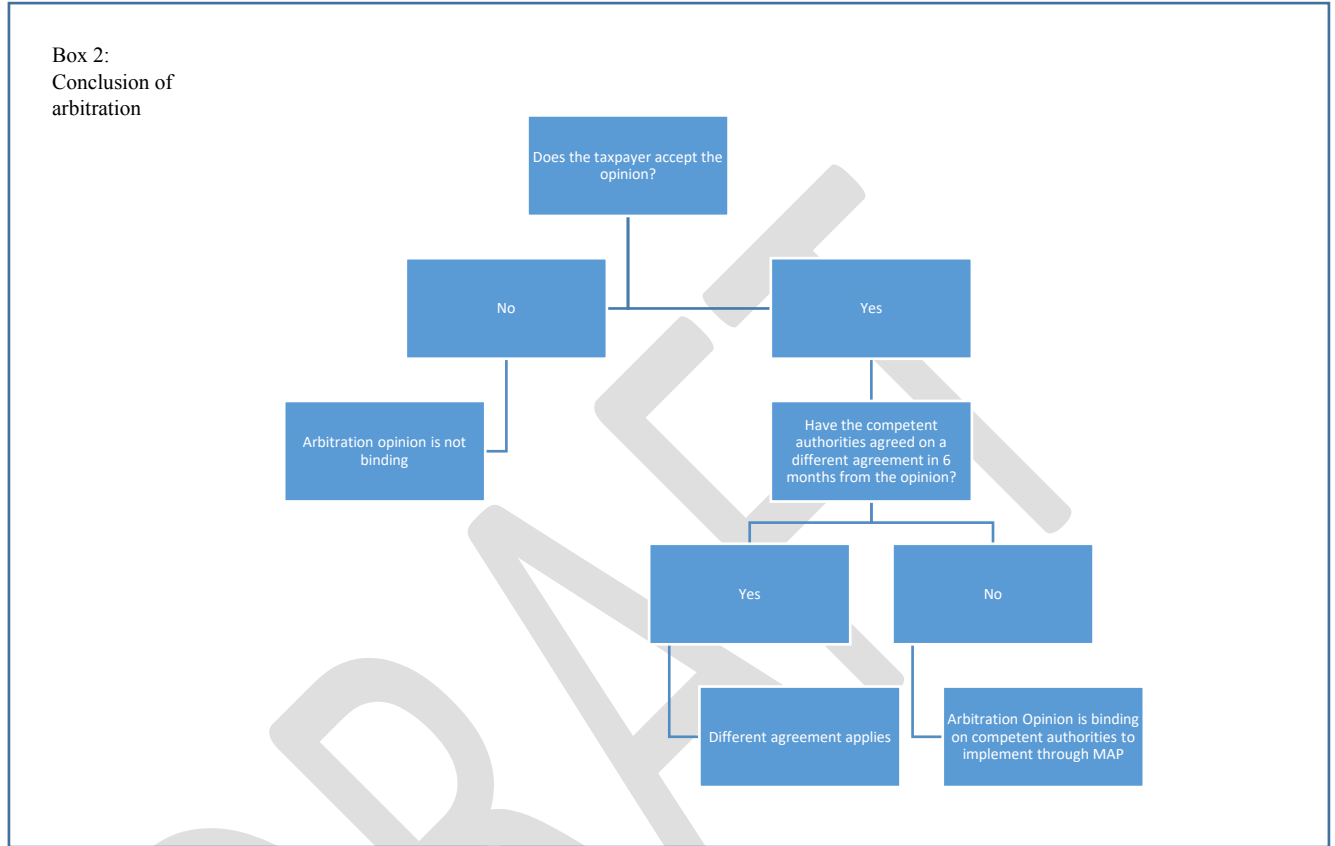 Box 2:
Conclusion of
arbitration
Does the taxpayer accept the
opinion?
No
Yes
Arbitration opinion is not
binding
Have the competent
authorities agreed on a
different agreement in 6
months from the opinion?
Yes
No
Different agreement applies
Arbitration Opinion is binding
on competent authorities to
implement through MAP
DRAFT